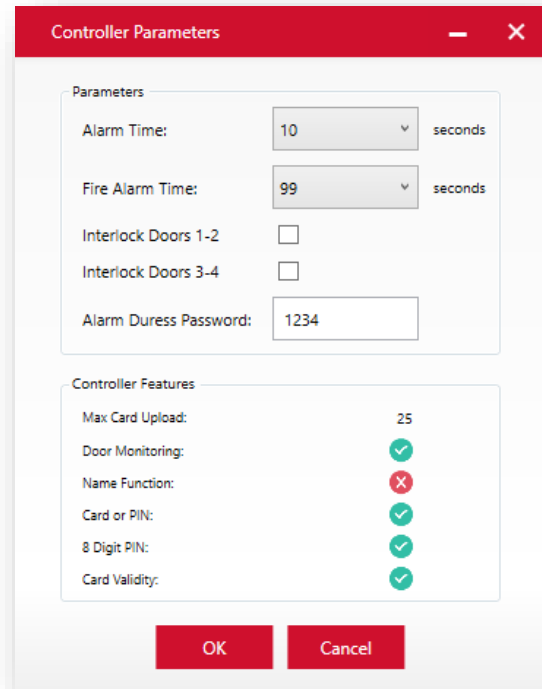 Controller Parameters
Parameters
Alarm Time: 10 seconds
Fire Alarm Time: 99 seconds
Interlock Doors 1-2
Interlock Doors 3-4
Alarm Duress Password: 1234
Controller Features
Max Card Upload: 25
Door Monitoring:
Name Function:
Card or PIN:
8 Digit PIN:
Card Validity:
OK Cancel